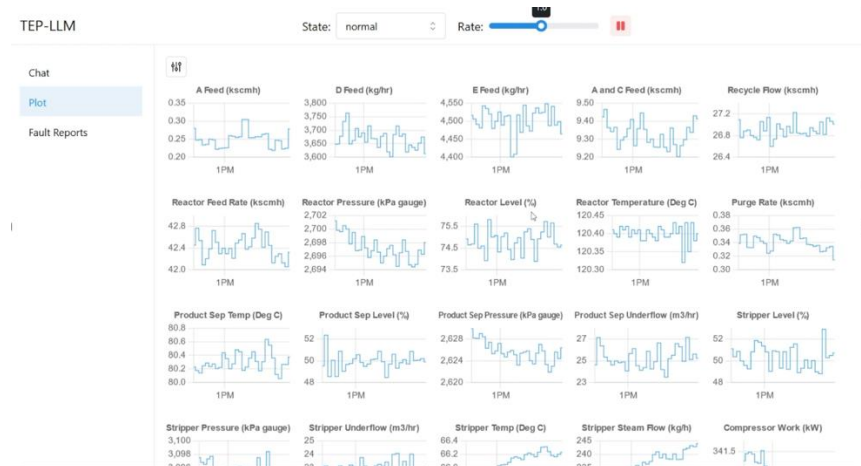 TEP-LLM
State: normal
Rate:
Chat
Plot
Fault Reports
A Feed (kscmh)
D Feed (kg/hr)
E Feed (kg/hr)
A and C Feed (kscmh)
Recycle Flow (kscmh)
0.35
0.30
0.25
0.20
1PM
3,800
3,750
3,700
3,650
3,600
1PM
4,550
4,500
4,450
4,400
1PM
9.50
9.40
9.30
9.20
1PM
27.2
26.8
26.4
1PM
Reactor Feed Rate (kscmh)
Reactor Pressure (kPa gauge)
Reactor Level (%)
Reactor Temperature (Deg C)
Purge Rate (kscmh)
42.8
42.4
42.0
1PM
2,702
2,700
2,698
2,696
2,694
1PM
75.5
74.5
73.5
1PM
120.45
120.40
120.35
120.30
1PM
0.38
0.36
0.34
0.32
0.30
1PM
Product Sep Temp (Deg C)
Product Sep Level (%)
Product Sep Pressure (kPa gauge)
Product Sep Underflow (m3/hr)
Stripper Level (%)
80.8
80.6
80.4
80.2
80.0
1PM
52
50
48
1PM
2,628
2,624
2,620
1PM
27
25
23
1PM
52
50
48
1PM
Stripper Pressure (kPa gauge)
Stripper Underflow (m3/hr)
Stripper Temp (Deg C)
Stripper Steam Flow (kg/h)
Compressor Work (kW)
3,100
3,098
25
24
66.4
66.2
245
240
341.5